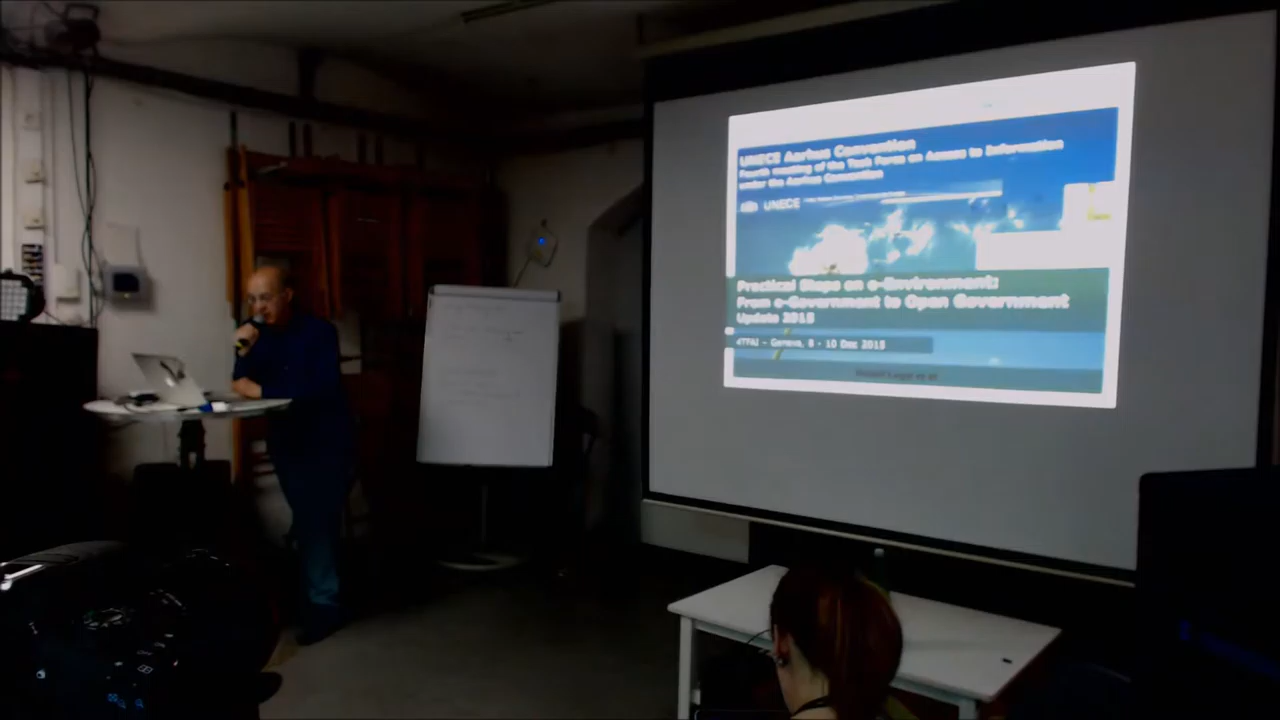 UNECE Aarhus Convention
Fourth meeting of the Task Force on Access to Information
under the Aarhus Convention
UNECE
Practical Steps on e-Environment:
From e-Government to Open Government
Update 2015
4TFAI - Geneva, 8 - 10 Dec 2015